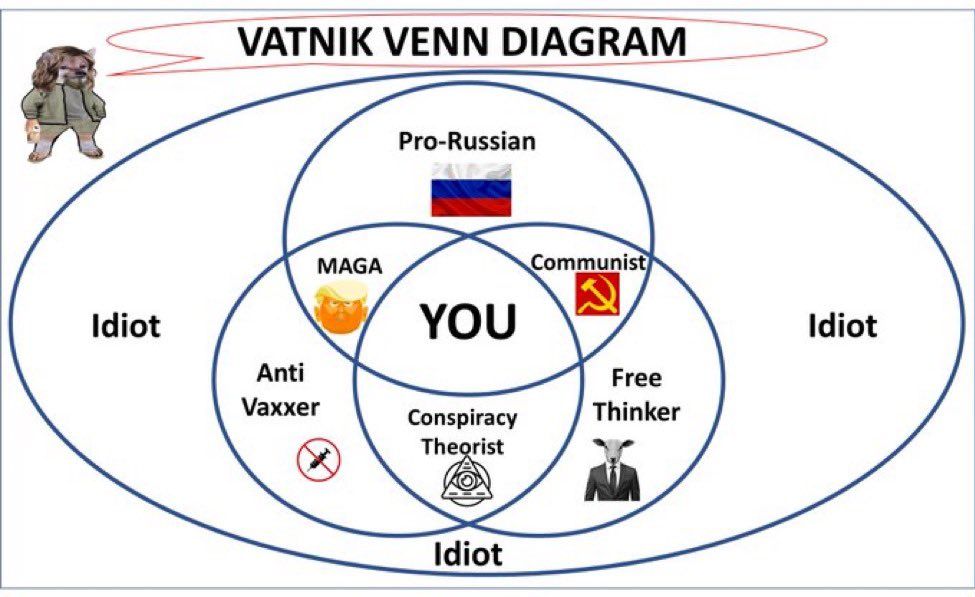 VATNIK VENN DIAGRAM
Pro-Russian
MAGA
Communist
Idiot
YOU
Idiot
Anti
Vaxxer
Free
Thinker
Conspiracy
Theorist
Idiot